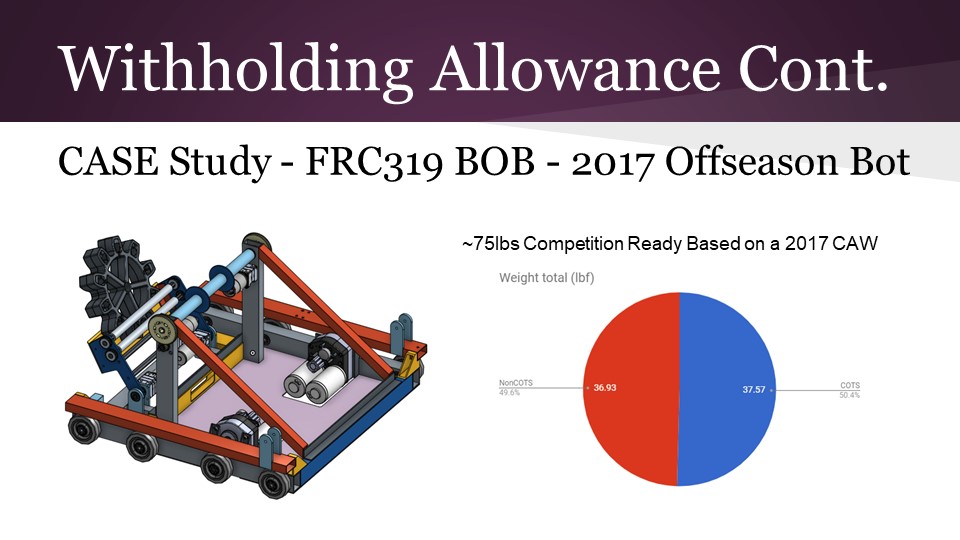 Withholding Allowance Cont.
CASE Study - FRC319 BOB - 2017 Offseason Bot
~75lbs Competition Ready Based on a 2017 CAW
Weight total (lbf)
NonCOTS
49.6%
36.93
37.57
COTS
50.4%